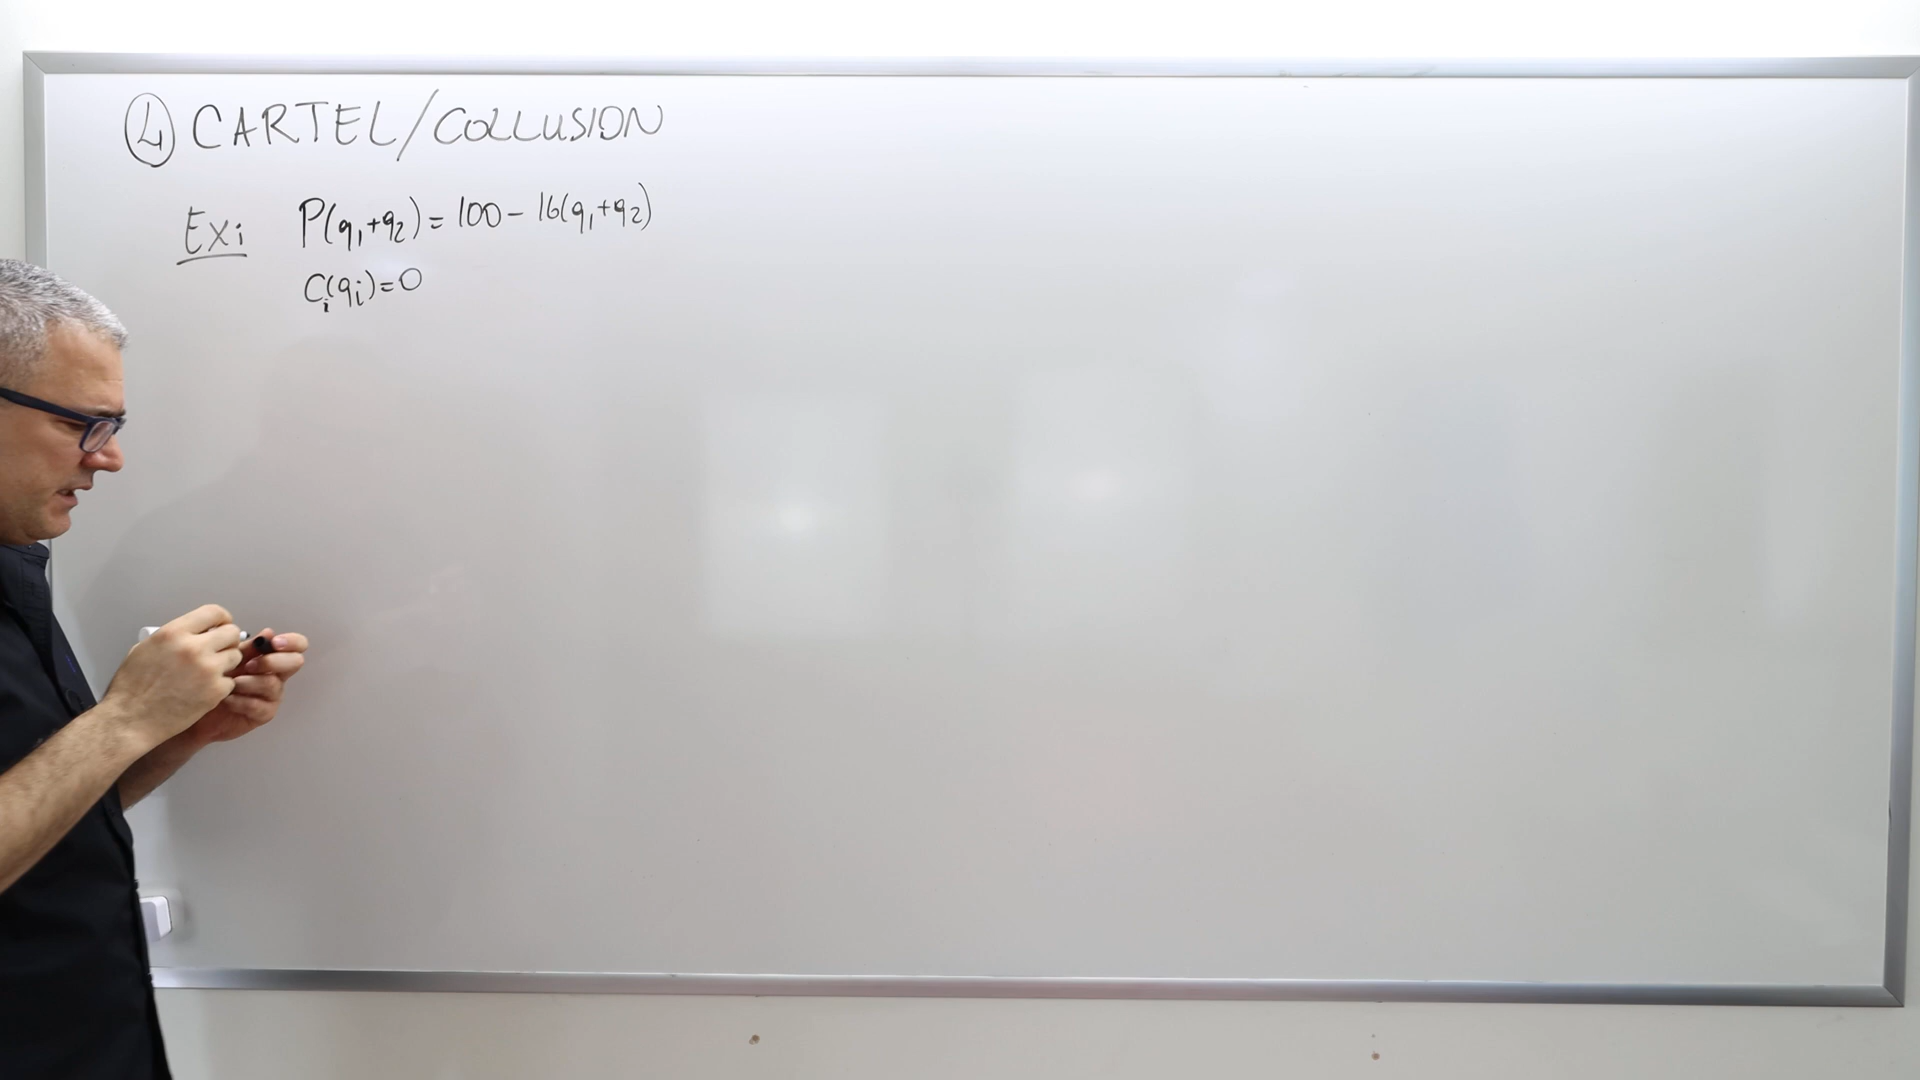 ④ CARTEL/COLLUSION
Ex: P(q₁+q₂)=100-16(q₁+q₂)
Cᵢ(qᵢ)=0